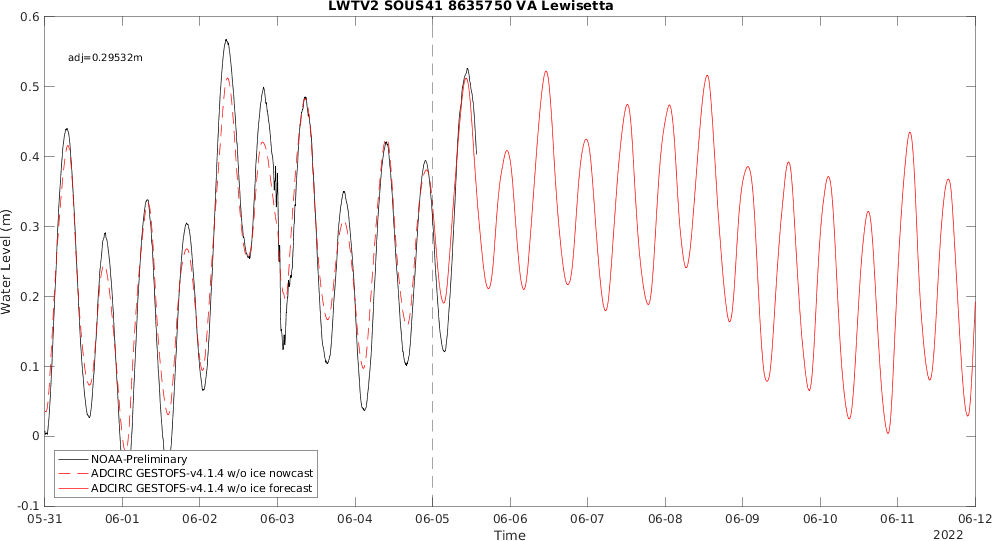 LWTV2 SOUS41 8635750 VA Lewisetta
adj=0.29532m
Water Level (m)
0.6
0.5
0.4
0.3
0.2
0.1
0
-0.1
NOAA-Preliminary
ADCIRC GESTOFS-v4.1.4 w/o ice nowcast
ADCIRC GESTOFS-v4.1.4 w/o ice forecast
05-31 06-01 06-02 06-03 06-04 06-05 06-06 06-07 06-08 06-09 06-10 06-11 06-12
Time
2022